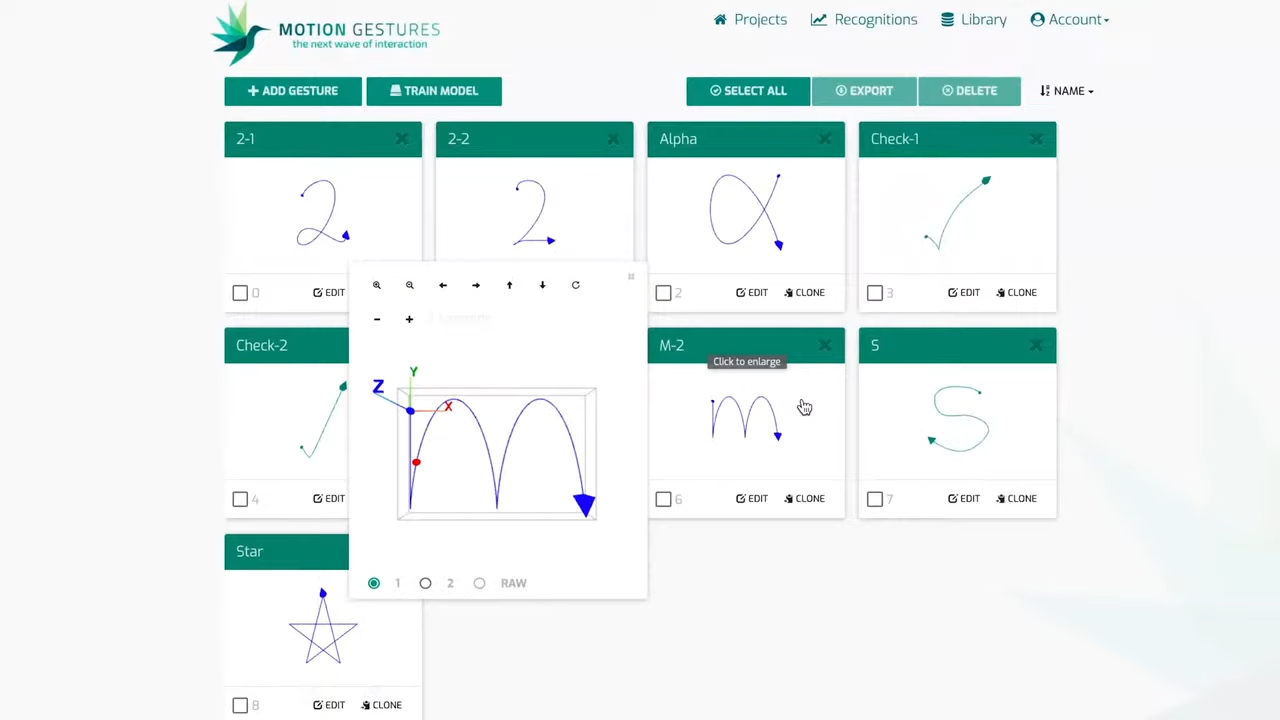 MOTION GESTURES
the next wave of interaction
Projects
Recognitions
Library
Account
ADD GESTURE
TRAIN MODEL
SELECT ALL
EXPORT
DELETE
NAME
2-1
2-2
Alpha
Check-1
0
EDIT
2
EDIT
CLONE
3
EDIT
CLONE
Check-2
M-2
S
Click to enlarge
Y
Z
X
4
EDIT
6
EDIT
CLONE
7
EDIT
CLONE
1
2
RAW
Star
8
EDIT
CLONE